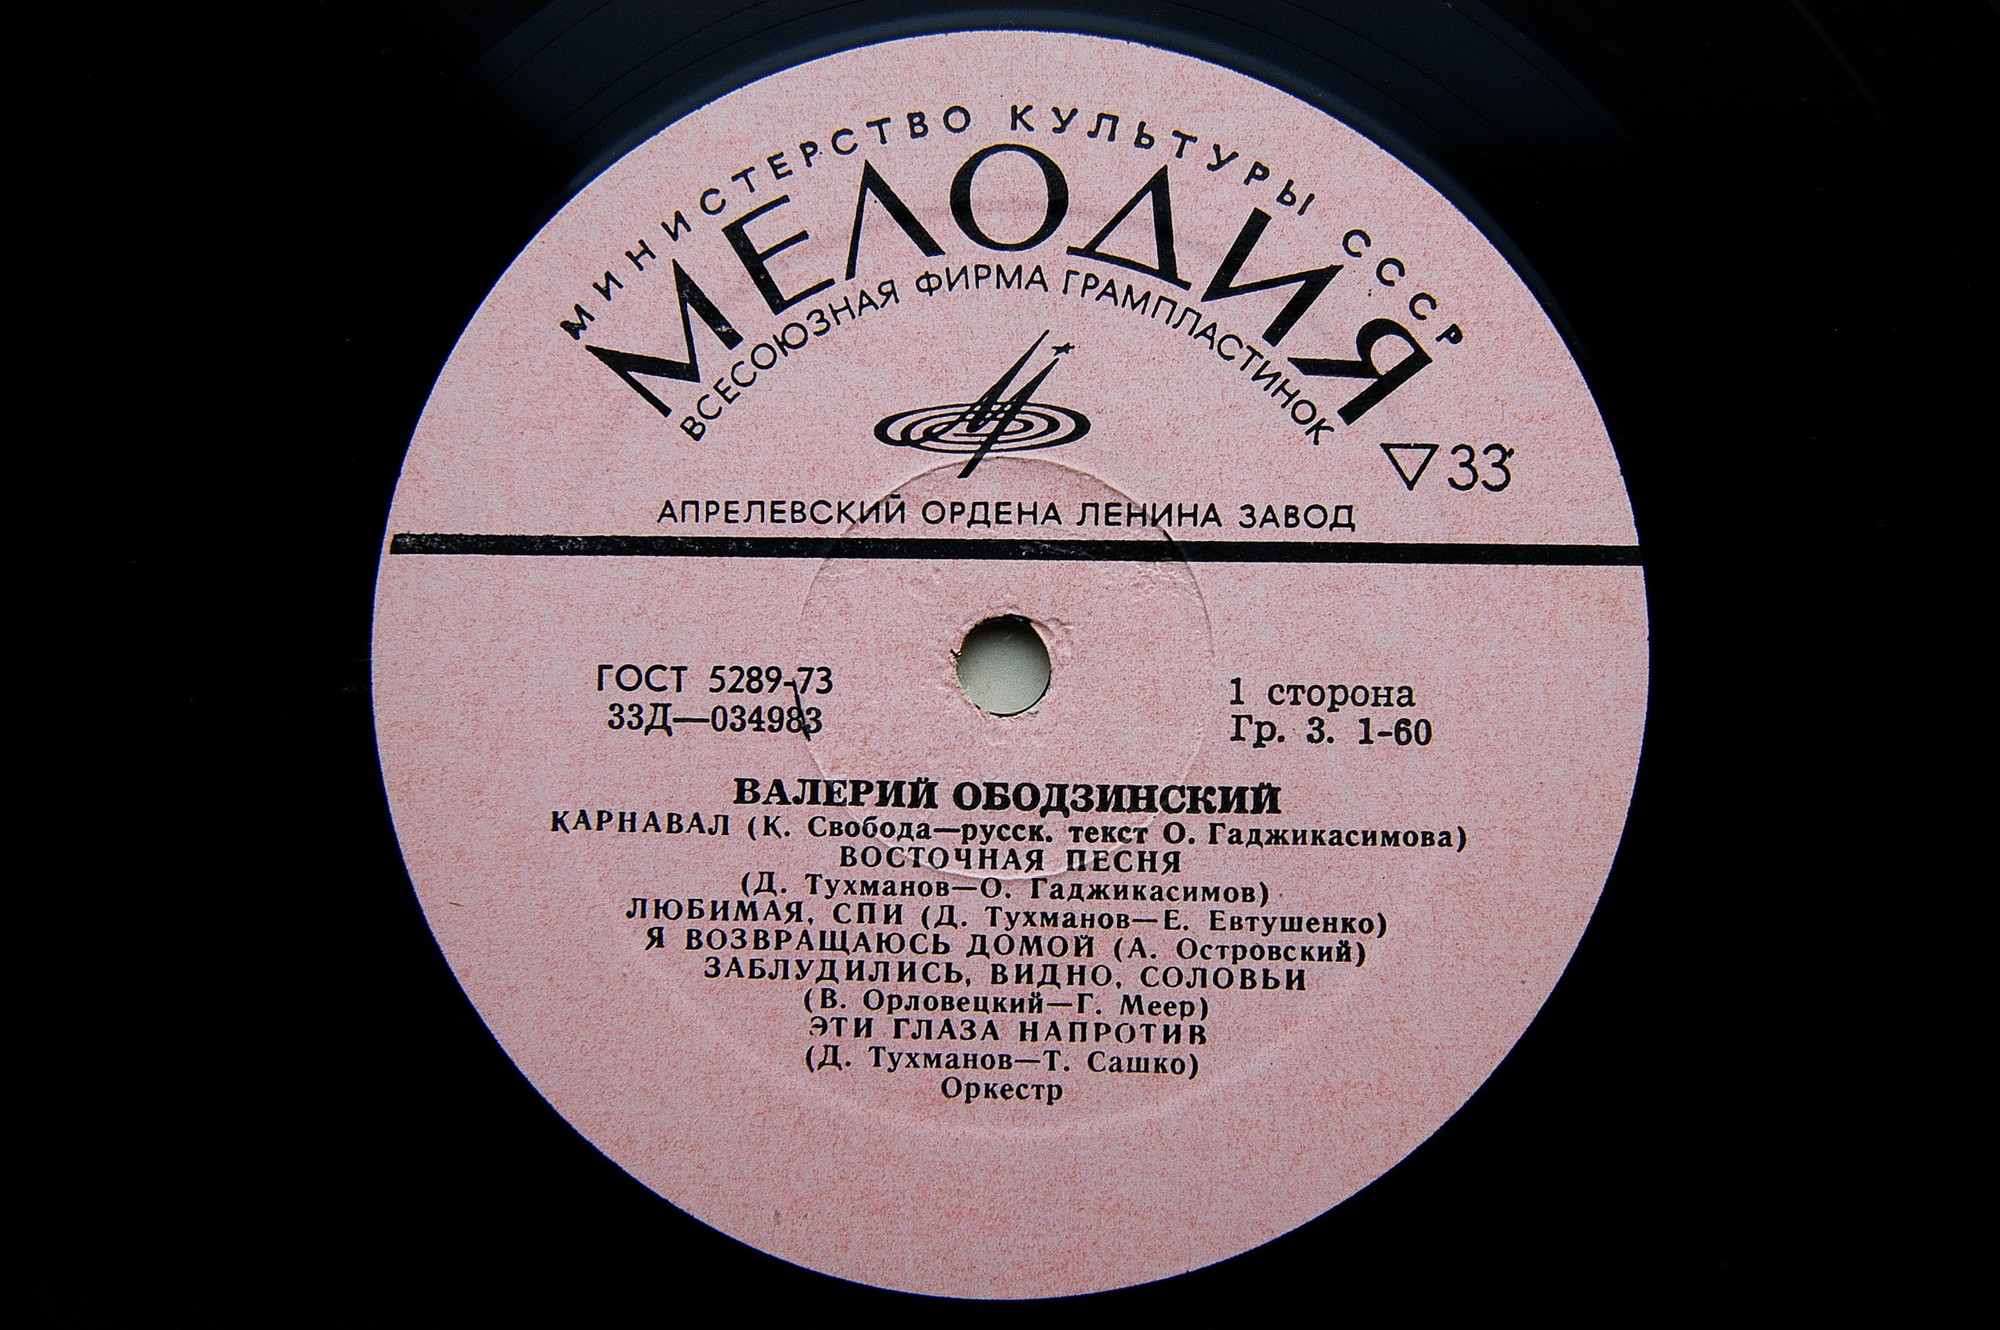 МИНИСТЕРСТВО КУЛЬТУРЫ СССР
МЕЛОДИЯ
ВСЕСОЮЗНАЯ ФИРМА ГРАМПЛАСТИНОК
▽33
АПРЕЛЕВСКИЙ ОРДЕНА ЛЕНИНА ЗАВОД
ГОСТ 5289-73
33Д—034983
1 сторона
Гр. 3. 1-60
ВАЛЕРИЙ ОБОДЗИНСКИЙ
КАРНАВАЛ (К. Свобода—русск. текст О. Гаджикасимова)
ВОСТОЧНАЯ ПЕСНЯ
(Д. Тухманов—О. Гаджикасимов)
ЛЮБИМАЯ, СПИ (Д. Тухманов—Е. Евтушенко)
Я ВОЗВРАЩАЮСЬ ДОМОЙ (А. Островский)
ЗАБЛУДИЛИСЬ, ВИДНО, СОЛОВЬИ
(В. Орловецкий—Г. Меер)
ЭТИ ГЛАЗА НАПРОТИВ
(Д. Тухманов—Т. Сашко)
Оркестр